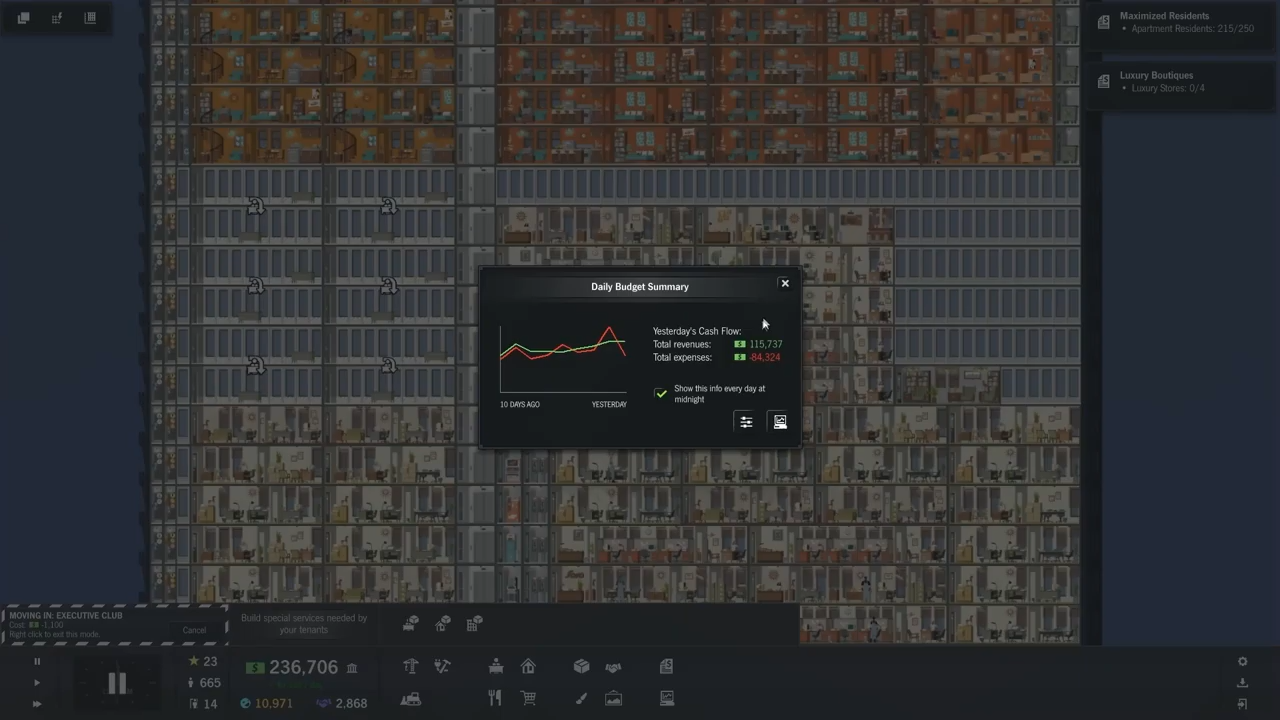 Maximized Residents
• Apartment Residents: 215/250
Luxury Boutiques
• Luxury Stores: 0/4
Daily Budget Summary
Yesterday's Cash Flow:
Total revenues: 115,737
Total expenses: -84,324
Show this info every day at
midnight
10 DAYS AGO YESTERDAY
MOVING IN: EXECUTIVE CLUB
Cost: -1,100
Right click to exit this mode.
Cancel
Build special services needed by
your tenants
23
236,706
665
14
10,971
2,868